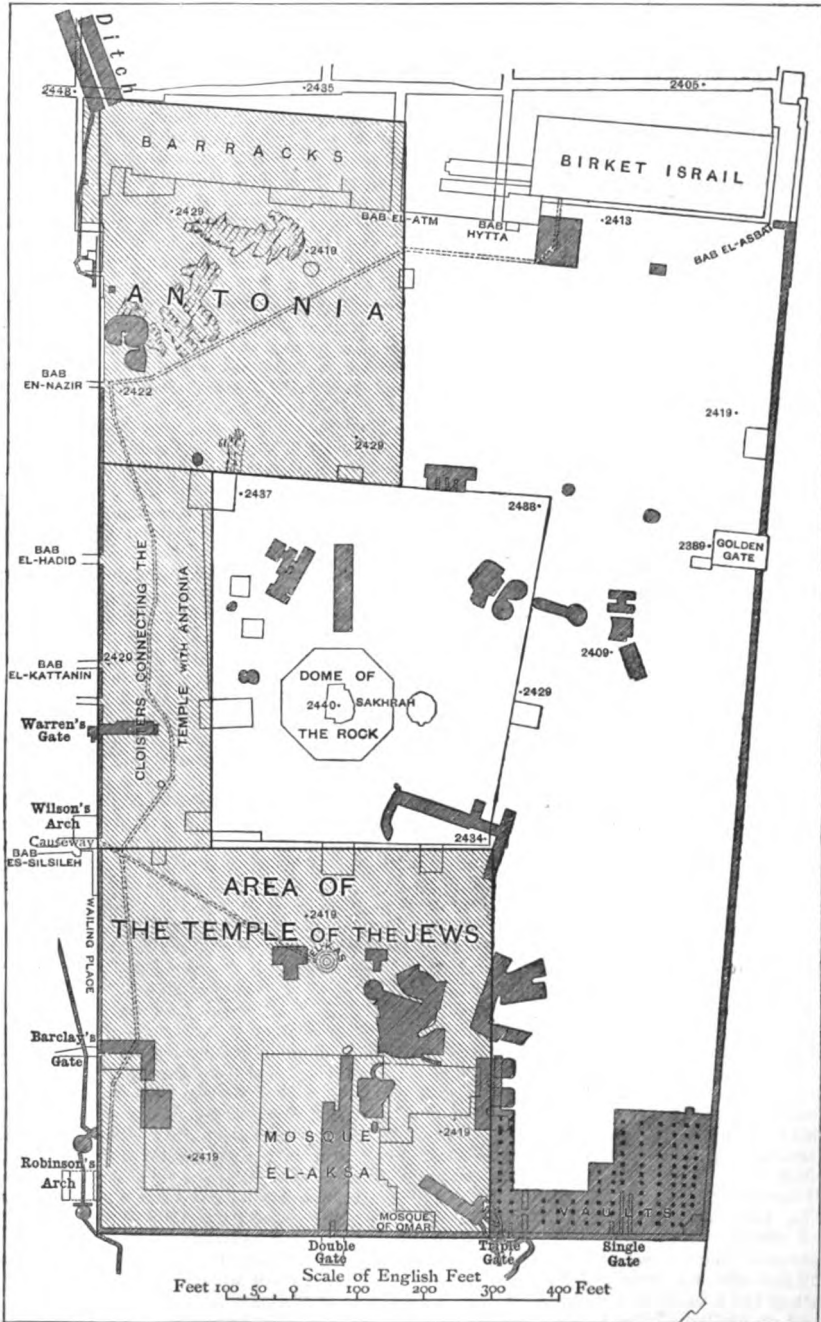 Ditch
2448
2435
2405
BARRACKS
BIRKET ISRAIL
2429
BAB EL-ATM
BAB
HYTTA
2413
BAB EL-ASBAT
2419
ANTONIA
BAB
EN-NAZIR
2422
2419
2429
2437
2488
BAB
EL-HADID
2389
GOLDEN
GATE
CLOISTERS CONNECTING THE
TEMPLE WITH ANTONIA
2409
BAB
EL-KATTANIN
2420
DOME OF
2440
SAKHRAH
THE ROCK
2429
Warren's
Gate
Wilson's
Arch
Causeway
BAB
ES-SILSILEH
2434
WAILING PLACE
AREA OF
2419
THE TEMPLE OF THE JEWS
Barclay's
Gate
MOSQUE
EL-AKSA
2419
2419
Robinson's
Arch
MOSQUE
OF OMAR
VAULTS
Double
Gate
Triple
Gate
Single
Gate
Scale of English Feet
Feet 100 50 0 100 200 300 400 Feet